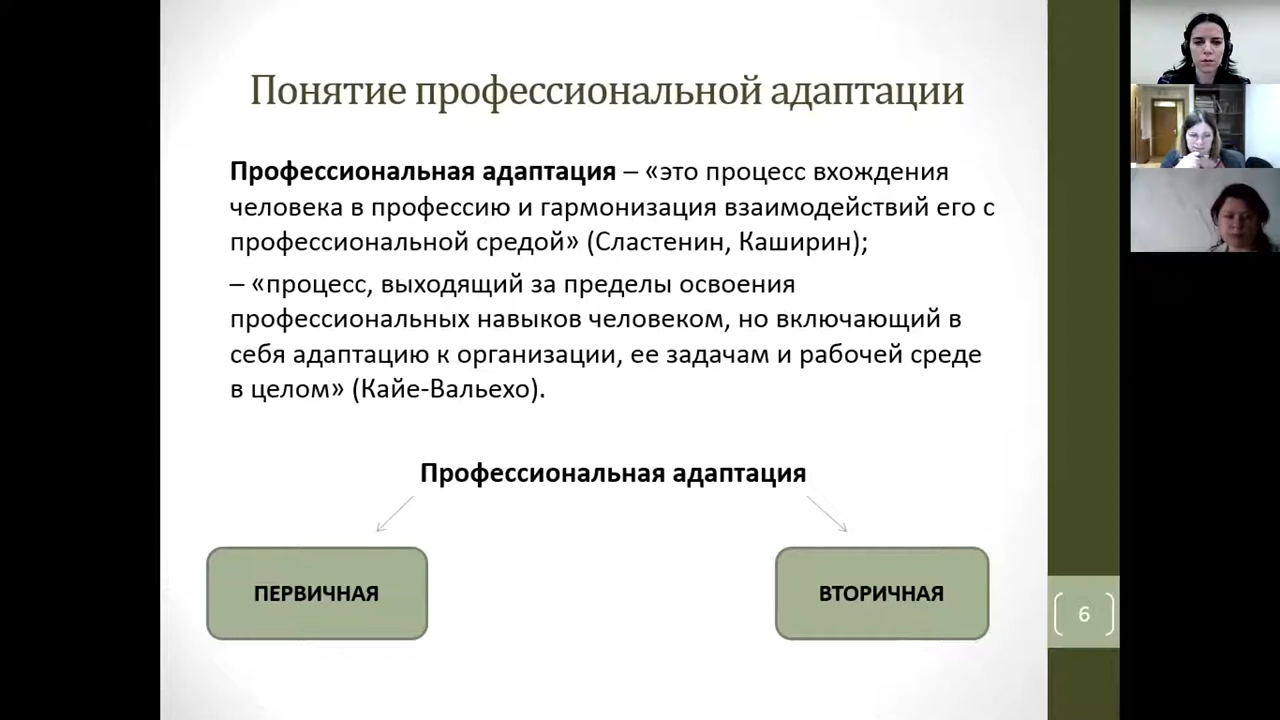 Понятие профессиональной адаптации
Профессиональная адаптация – «это процесс вхождения
человека в профессию и гармонизация взаимодействий его с
профессиональной средой» (Сластенин, Каширин);
– «процесс, выходящий за пределы освоения
профессиональных навыков человеком, но включающий в
себя адаптацию к организации, ее задачам и рабочей среде
в целом» (Кайе-Вальехо).
Профессиональная адаптация
ПЕРВИЧНАЯ
ВТОРИЧНАЯ
6